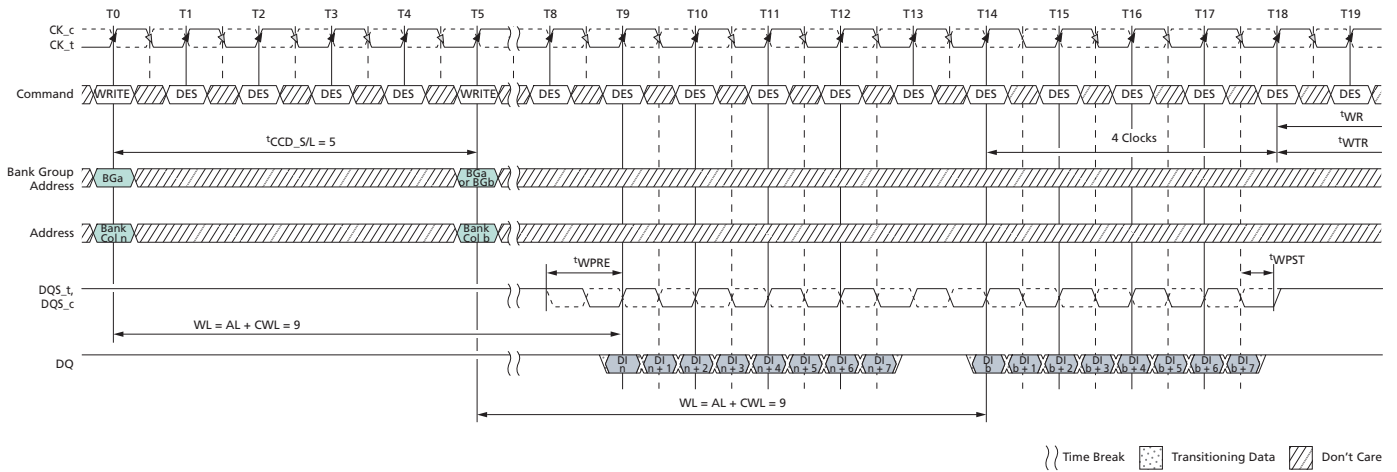 T0 T1 T2 T3 T4 T5 T8 T9 T10 T11 T12 T13 T14 T15 T16 T17 T18 T19
CK_c
CK_t
Command WRITE DES DES DES DES WRITE DES DES DES DES DES DES DES DES DES DES DES DES
tWR
tCCD_S/L = 5
4 Clocks
tWTR
Bank Group
Address
BGa
BGa
or BGb
Address
Bank
Col n
Bank
Col b
tWPRE
tWPST
DQS_t,
DQS_c
WL = AL + CWL = 9
DQ
DI
n
DI
n + 1
DI
n + 2
DI
n + 3
DI
n + 4
DI
n + 5
DI
n + 6
DI
n + 7
DI
b
DI
b + 1
DI
b + 2
DI
b + 3
DI
b + 4
DI
b + 5
DI
b + 6
DI
b + 7
WL = AL + CWL = 9
Time Break Transitioning Data Don't Care